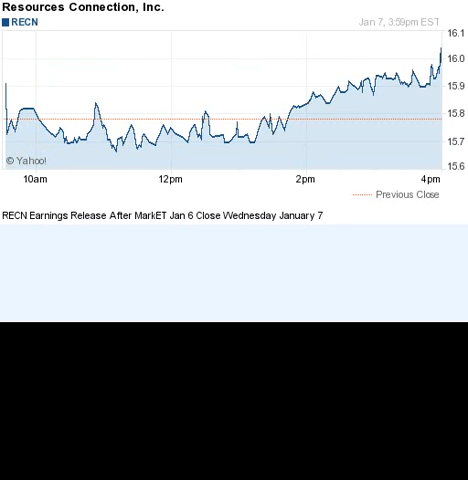 Resources Connection, Inc.
RECN Jan 7, 3:59pm EST
16.1
16.0
15.9
15.8
15.7
15.6
© Yahoo!
10am 12pm 2pm 4pm
Previous Close
RECN Earnings Release After MarkET Jan 6 Close Wednesday January 7